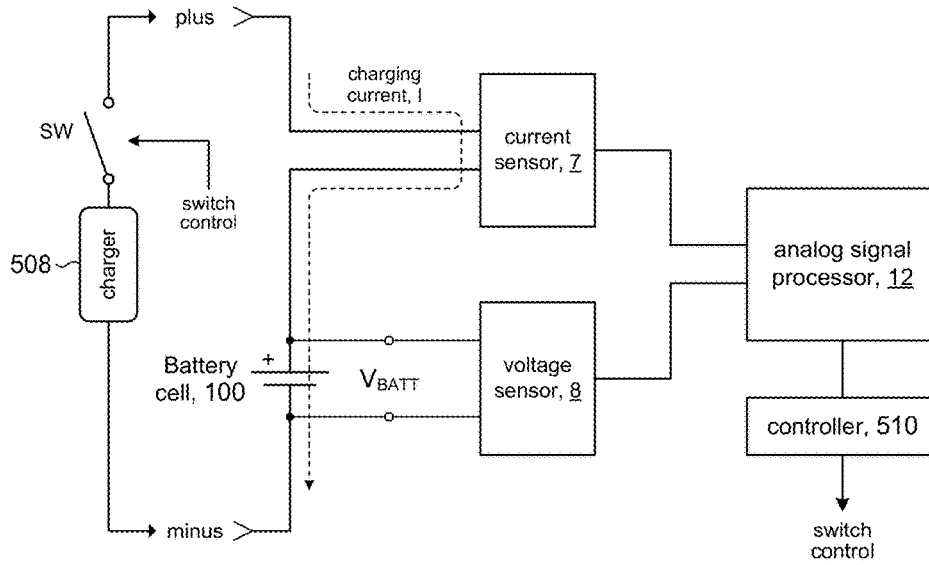 plus
charging
current, I
SW
switch
control
current
sensor, 7
508
charger
analog signal
processor, 12
Battery
cell, 100
+
VBATT
voltage
sensor, 8
controller, 510
minus
switch
control